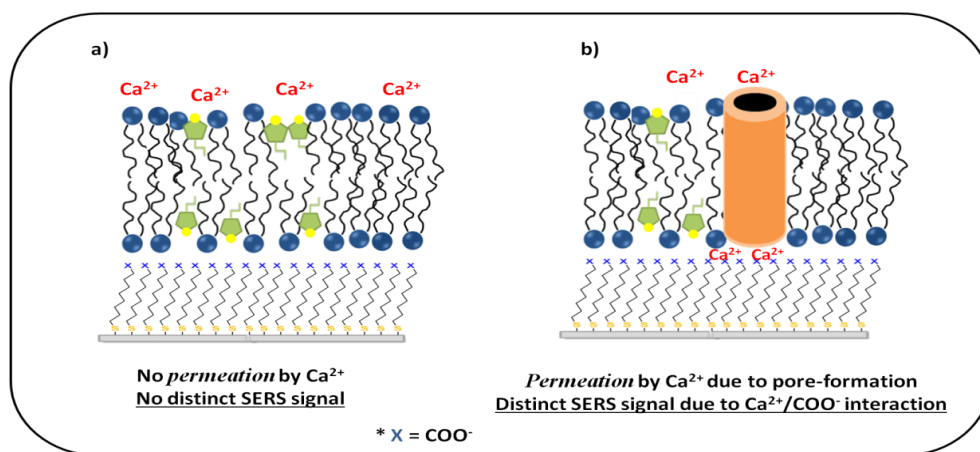 a)
Ca²⁺ Ca²⁺ Ca²⁺ Ca²⁺
No permeation by Ca²⁺
No distinct SERS signal
b)
Ca²⁺ Ca²⁺
Ca²⁺ Ca²⁺
x x x x x x x x x x x x x x x x x
Permeation by Ca²⁺ due to pore-formation
Distinct SERS signal due to Ca²⁺/COO⁻ interaction
* X = COO⁻